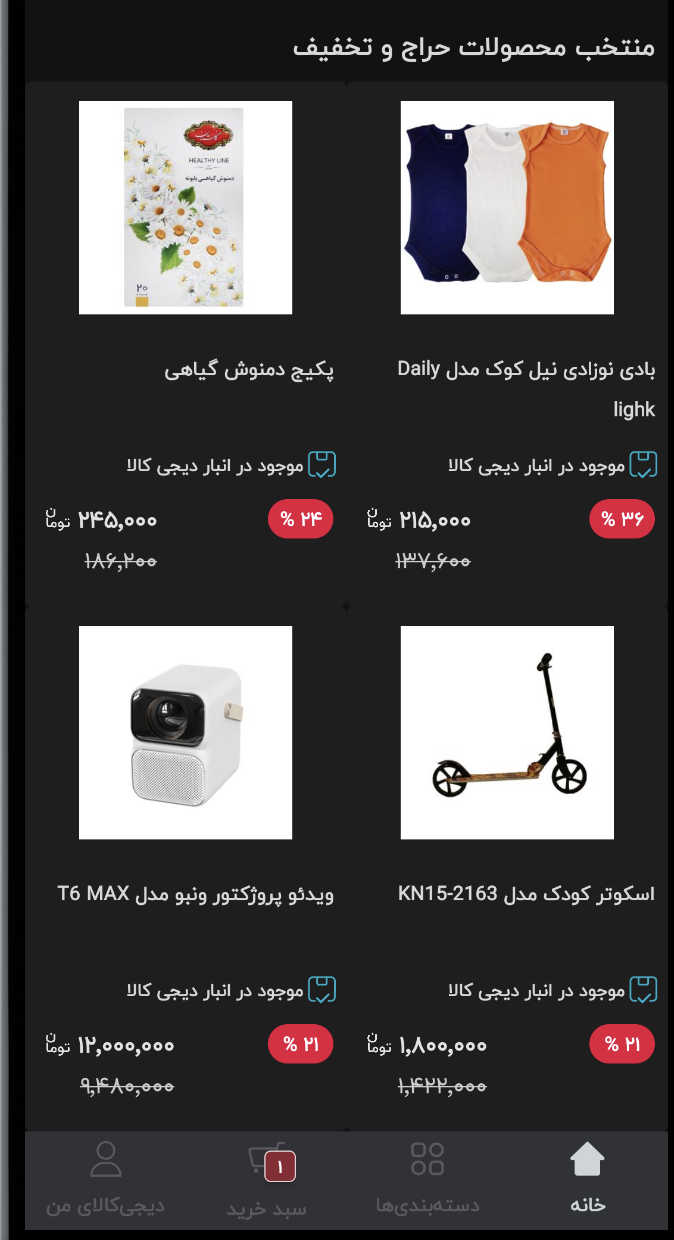 منتخب محصولات حراج و تخفیف
بادی نوزادی نیل کوک مدل Daily
lighk
موجود در انبار دیجی کالا
% ۳۶
۲۱۵,۰۰۰ تومان
۱۳۷,۶۰۰
HEALTHY LINE
دمنوش گیاهی بابونه
۲۰
پکیج دمنوش گیاهی
موجود در انبار دیجی کالا
% ۲۴
۲۴۵,۰۰۰ تومان
۱۸۶,۲۰۰
اسکوتر کودک مدل KN15-2163
موجود در انبار دیجی کالا
% ۲۱
۱,۸۰۰,۰۰۰ تومان
۱,۴۲۲,۰۰۰
ویدئو پروژکتور ونبو مدل T6 MAX
موجود در انبار دیجی کالا
% ۲۱
۱۲,۰۰۰,۰۰۰ تومان
۹,۴۸۰,۰۰۰
خانه
دسته‌بندی‌ها
۱
سبد خرید
دیجی‌کالای من